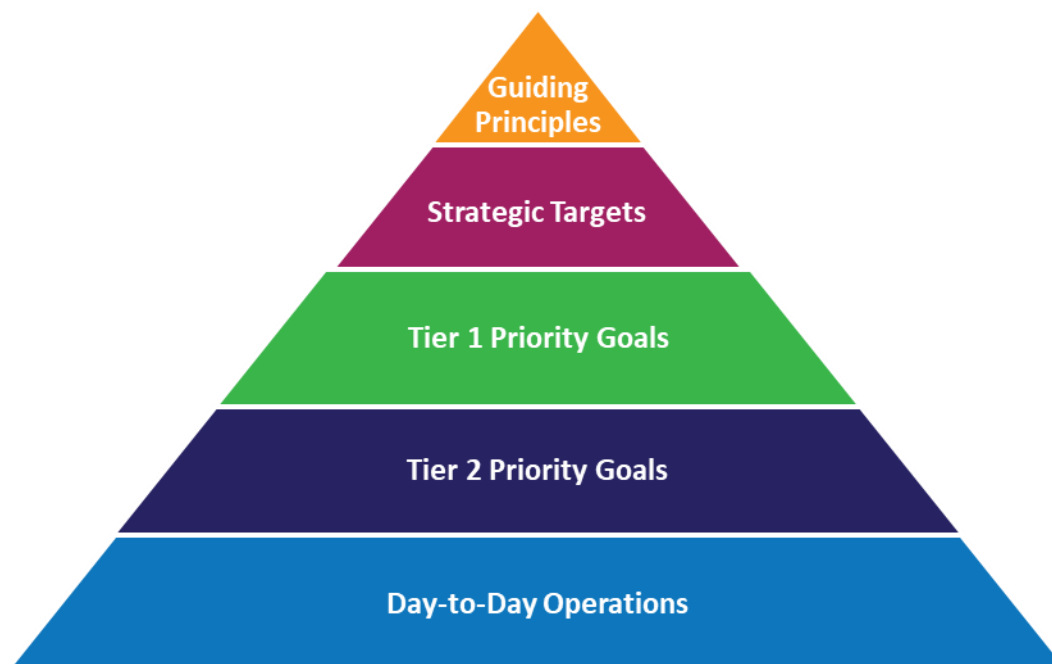 Guiding
Principles
Strategic Targets
Tier 1 Priority Goals
Tier 2 Priority Goals
Day-to-Day Operations